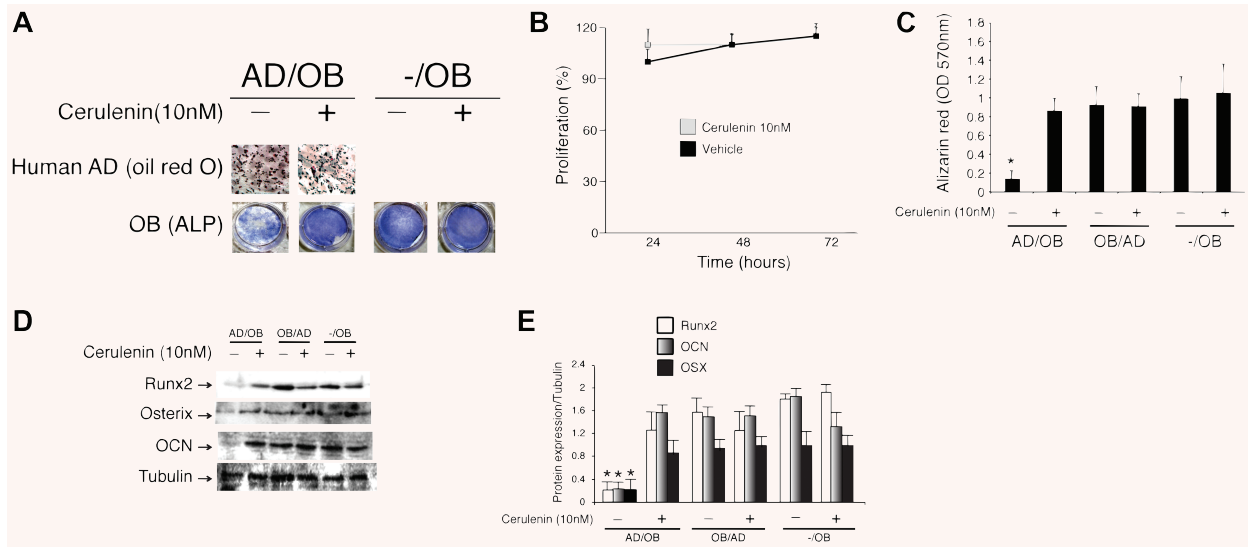 A
AD/OB -/OB
Cerulenin(10nM) — + — +
Human AD (oil red O)
OB (ALP)
B
Proliferation (%)
120
90
60
30
0
Cerulenin 10nM
Vehicle
24 48 72
Time (hours)
C
Alizarin red (OD 570nm)
1.8
1.6
1.4
1.2
1
0.8
0.6
0.4
0.2
0
*
Cerulenin (10nM) — + — + — +
AD/OB OB/AD -/OB
D
AD/OB OB/AD -/OB
Cerulenin (10nM) — + — + — +
Runx2 →
Osterix →
OCN →
Tubulin →
E
Runx2
OCN
OSX
Protein expression/Tubulin
2.4
2
1.6
1.2
0.8
0.4
0
* * *
Cerulenin (10nM) — + — + — +
AD/OB OB/AD -/OB